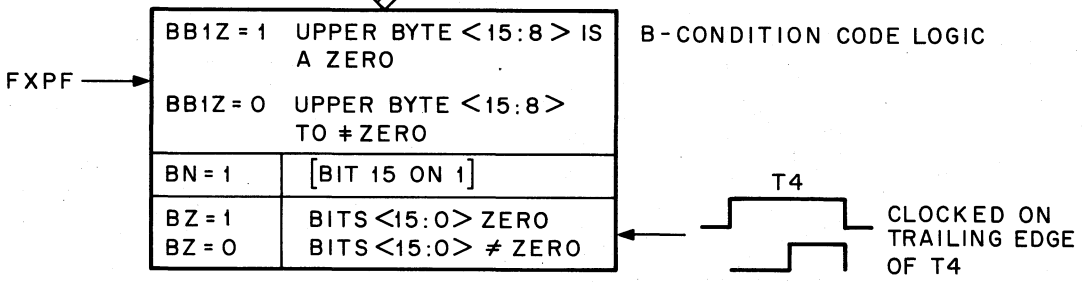 BB1Z = 1 UPPER BYTE <15:8> IS
A ZERO
B-CONDITION CODE LOGIC
FXPF
BB1Z = 0 UPPER BYTE <15:8>
TO ≠ ZERO
BN = 1 [BIT 15 ON 1]
BZ = 1 BITS <15:0> ZERO
BZ = 0 BITS <15:0> ≠ ZERO
T4
CLOCKED ON
TRAILING EDGE
OF T4